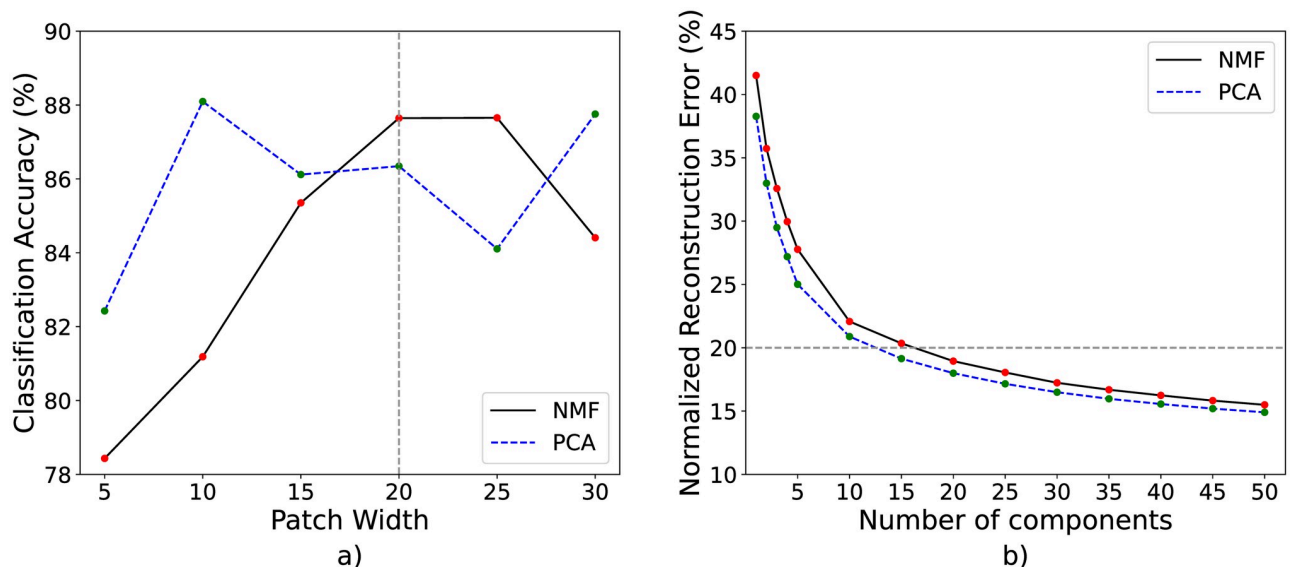 Classification Accuracy (%)
90
88
86
84
82
80
78
5 10 15 20 25 30
Patch Width
a)
NMF
PCA
Normalized Reconstruction Error (%)
45
40
35
30
25
20
15
10
5 10 15 20 25 30 35 40 45 50
Number of components
b)
NMF
PCA